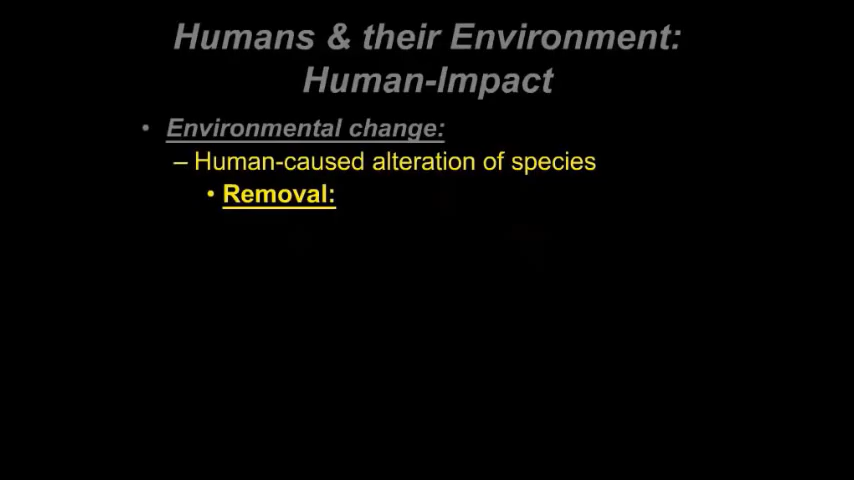 Humans & their Environment:
Human-Impact
• Environmental change:
– Human-caused alteration of species
• Removal: